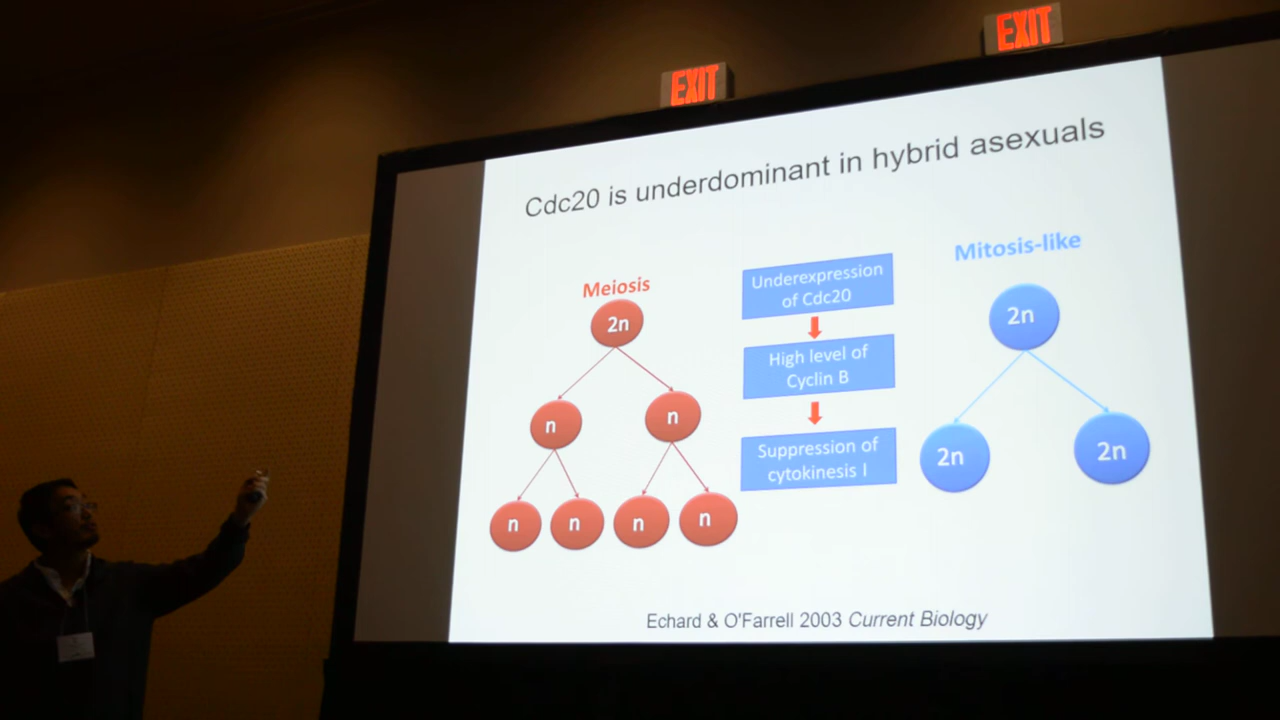 EXIT
EXIT
Cdc20 is underdominant in hybrid asexuals
Meiosis
2n
n
n
n
n
n
n
Underexpression
of Cdc20
High level of
Cyclin B
Suppression of
cytokinesis I
Mitosis-like
2n
2n
2n
Echard & O'Farrell 2003 Current Biology